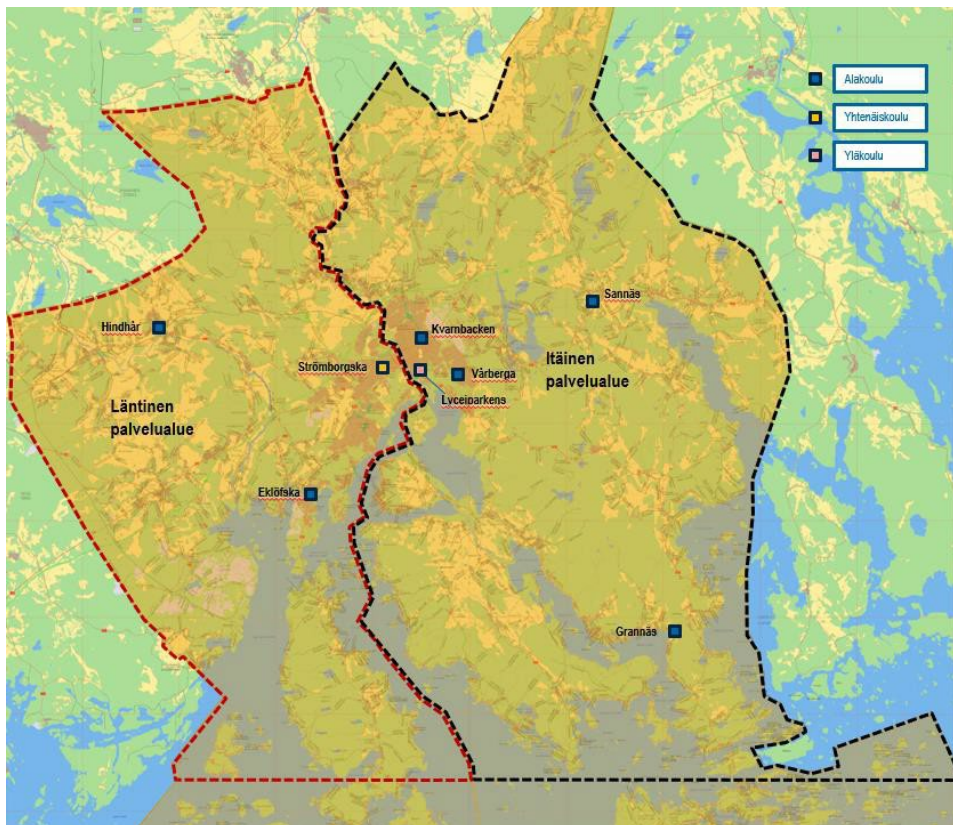 Alakoulu
Yhtenäiskoulu
Yläkoulu
Sannäs
Hindhår
Kvarnbacken
Strömborgska
Itäinen
palvelualue
Vårberga
Lyceiparkens
Läntinen
palvelualue
Eklöfska
Grannäs